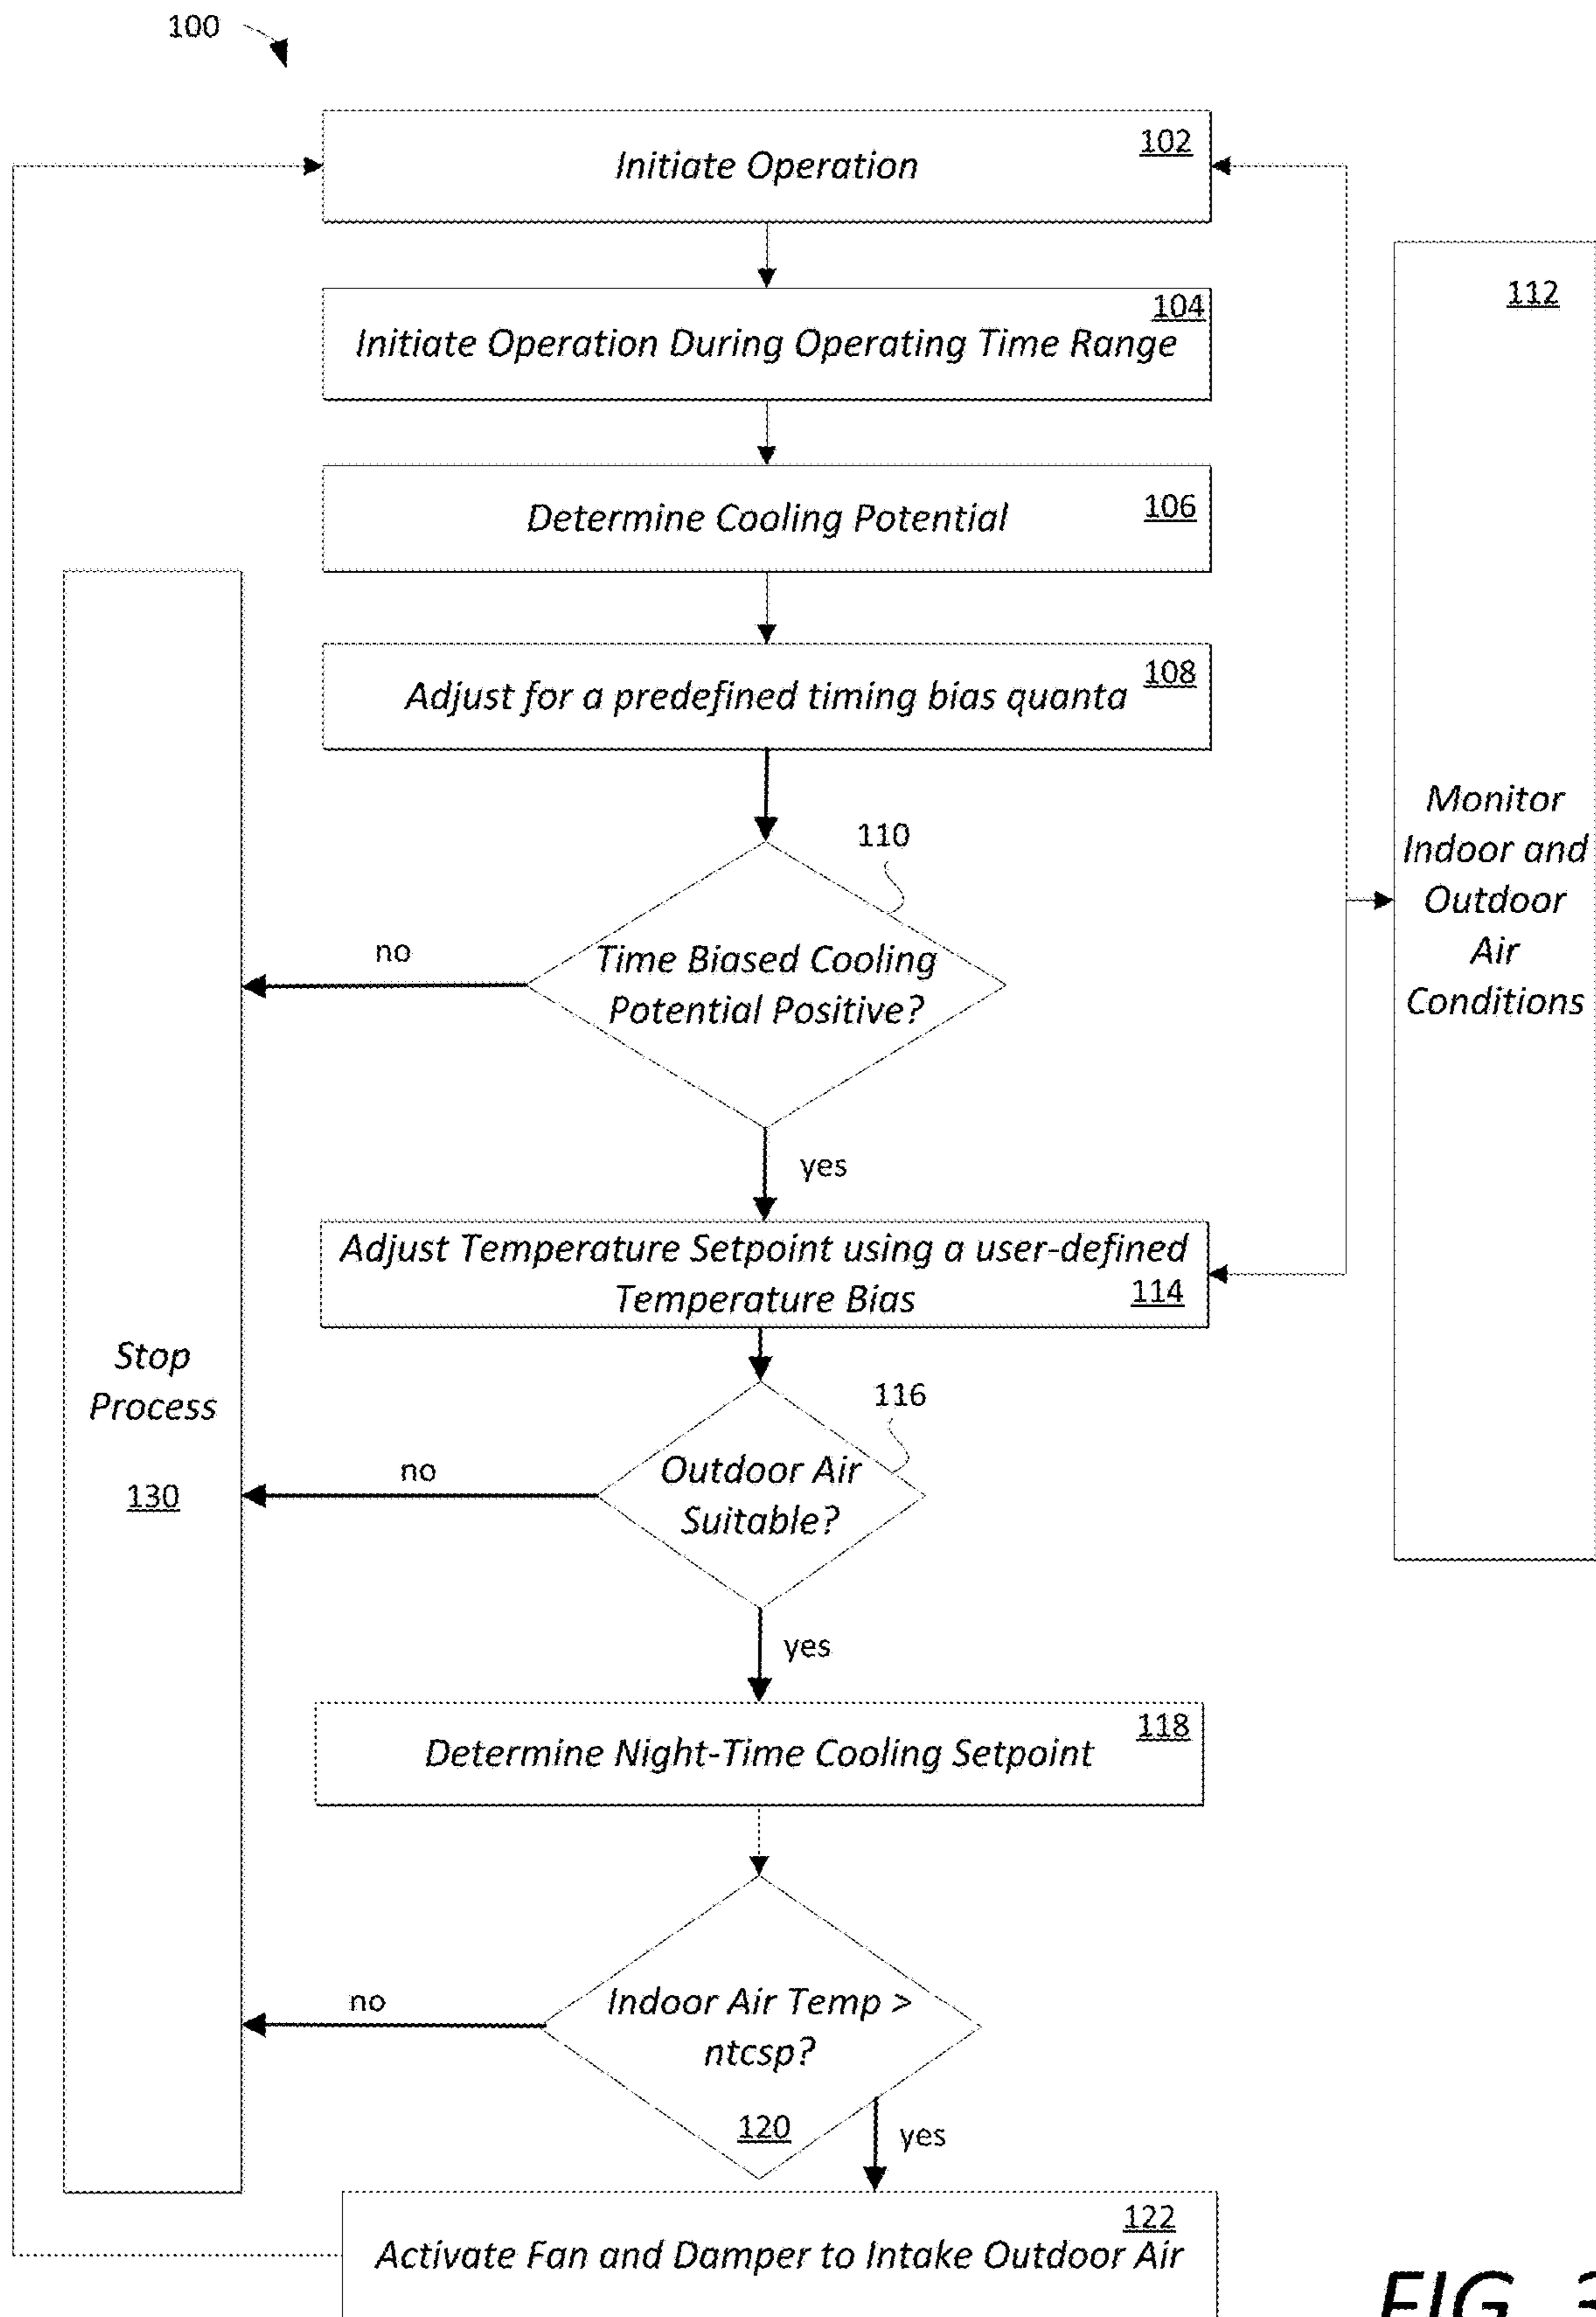 100
102
Initiate Operation
104
Initiate Operation During Operating Time Range
112
106
Determine Cooling Potential
108
Adjust for a predefined timing bias quanta
110
Monitor
Indoor and
Outdoor
Air
Conditions
no
Time Biased Cooling
Potential Positive?
yes
Adjust Temperature Setpoint using a user-defined
Temperature Bias
114
Stop
Process
130
116
no
Outdoor Air
Suitable?
yes
118
Determine Night-Time Cooling Setpoint
no
Indoor Air Temp >
ntcsp?
120
yes
122
Activate Fan and Damper to Intake Outdoor Air
FIG. 3